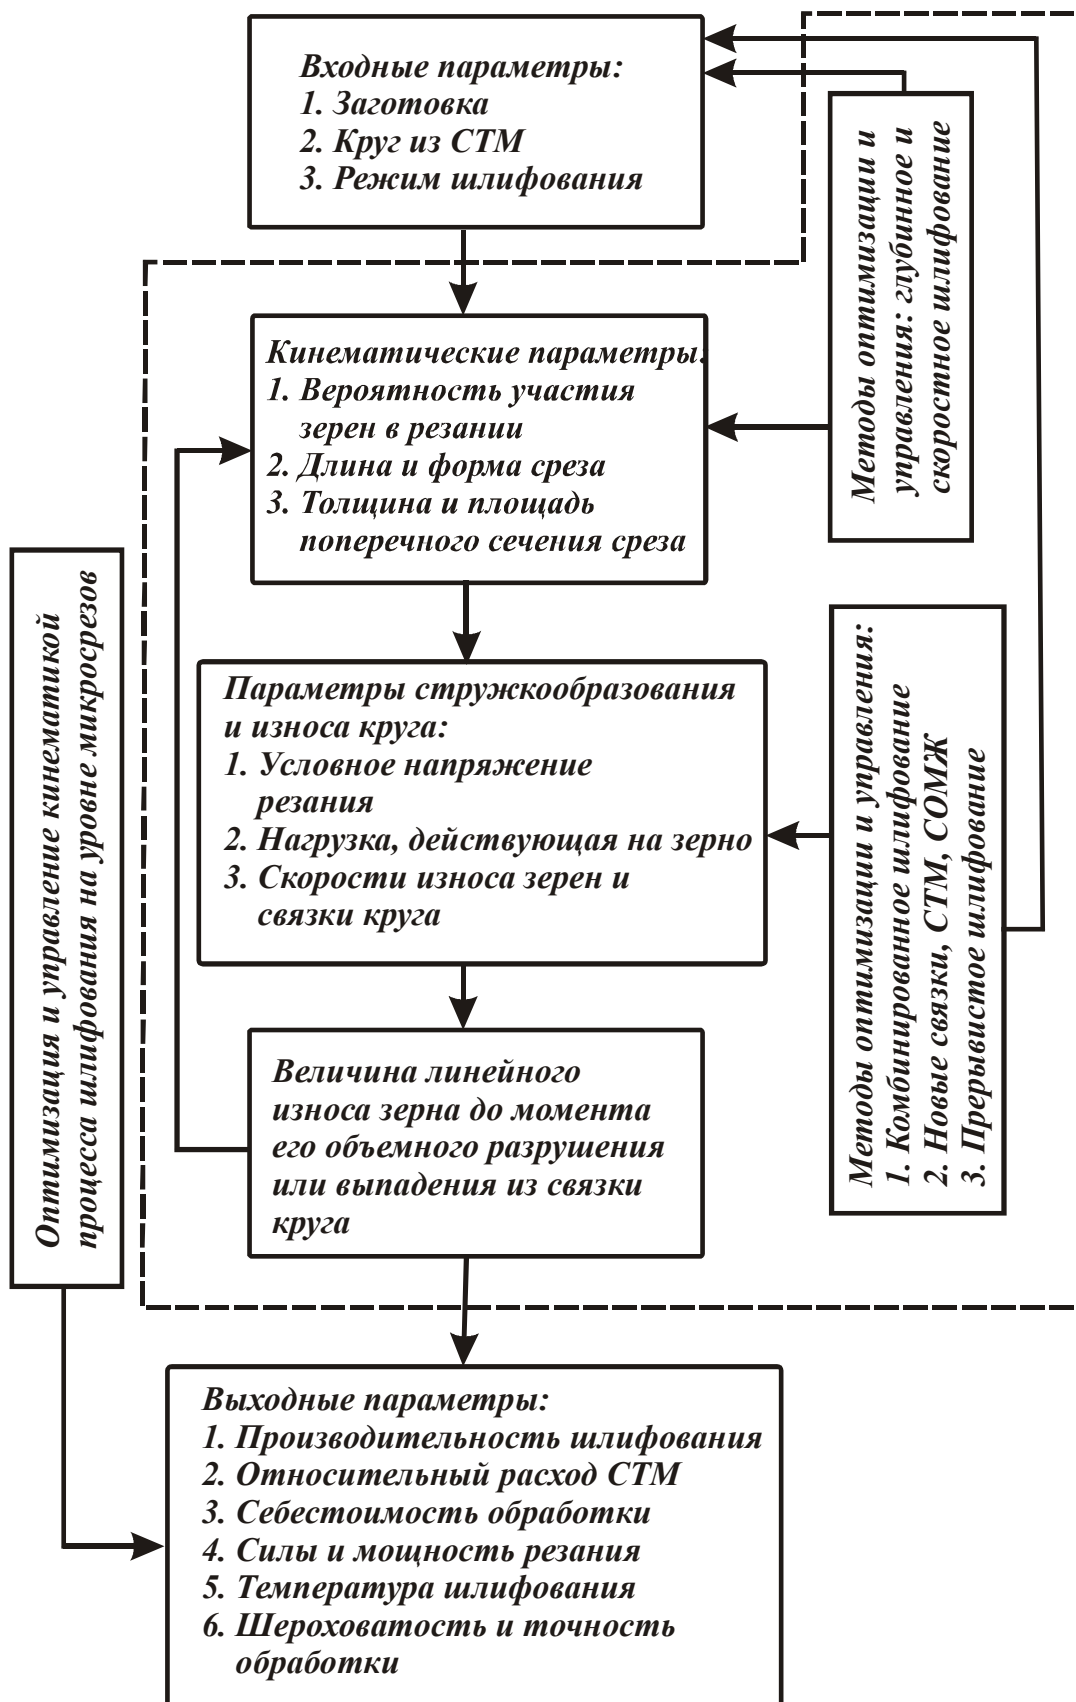 Входные параметры:
1. Заготовка
2. Круг из СТМ
3. Режим шлифования
Методы оптимизации и
управления: глубинное и
скоростное шлифование
Кинематические параметры:
1. Вероятность участия
зерен в резании
2. Длина и форма среза
3. Толщина и площадь
поперечного сечения среза
Оптимизация и управление кинематикой
процесса шлифования на уровне микросрезов
Параметры стружкообразования
и износа круга:
1. Условное напряжение
резания
2. Нагрузка, действующая на зерно
3. Скорости износа зерен и
связки круга
Методы оптимизации и управления:
1. Комбинированное шлифование
2. Новые связки, СТМ, СОМЖ
3. Прерывистое шлифование
Величина линейного
износа зерна до момента
его объемного разрушения
или выпадения из связки
круга
Выходные параметры:
1. Производительность шлифования
2. Относительный расход СТМ
3. Себестоимость обработки
4. Силы и мощность резания
5. Температура шлифования
6. Шероховатость и точность
обработки